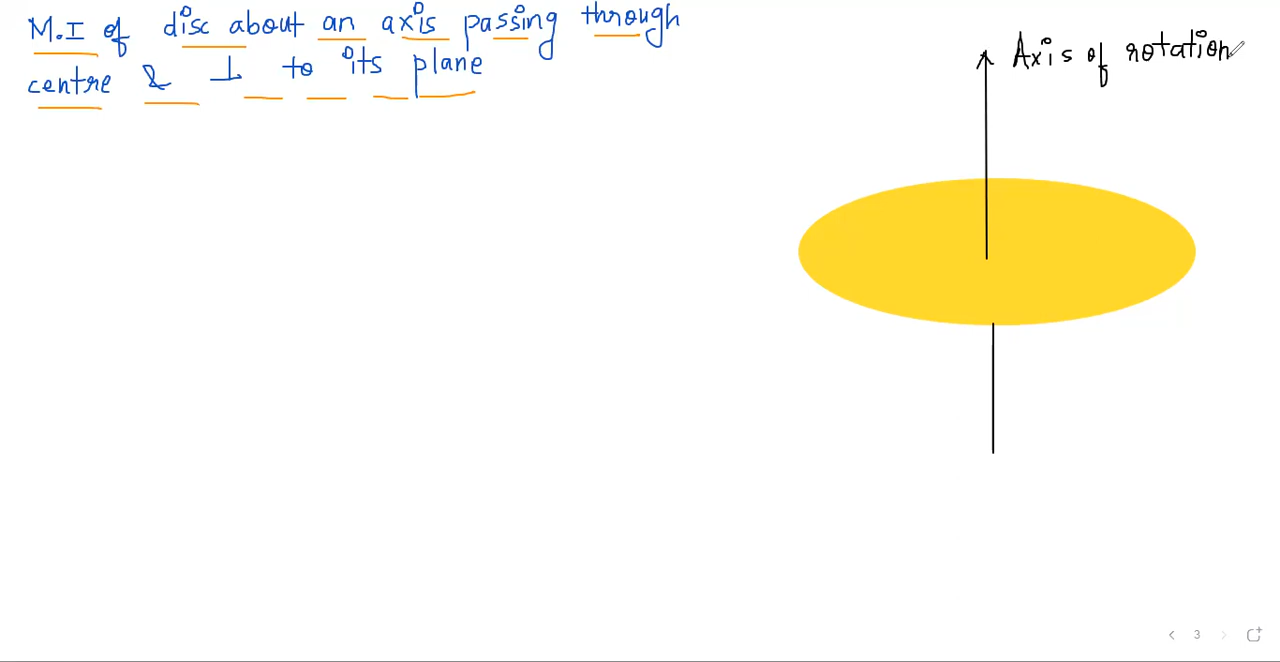 M.I of disc about an axis passing through
centre & ⊥ to its plane
Axis of rotation
3